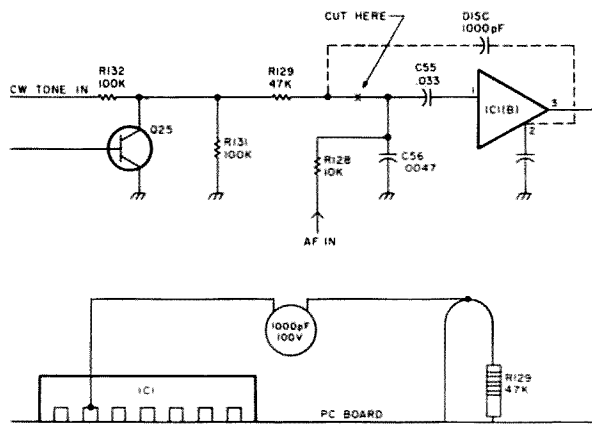 CUT HERE
DISC
1000pF
R132
100K
R129
47K
C55
.033
CW TONE IN
1
IC1(B)
3
2
Q25
R131
100K
R128
10K
C56
.0047
AF IN
1000pF
100V
IC1
R129
47K
PC BOARD